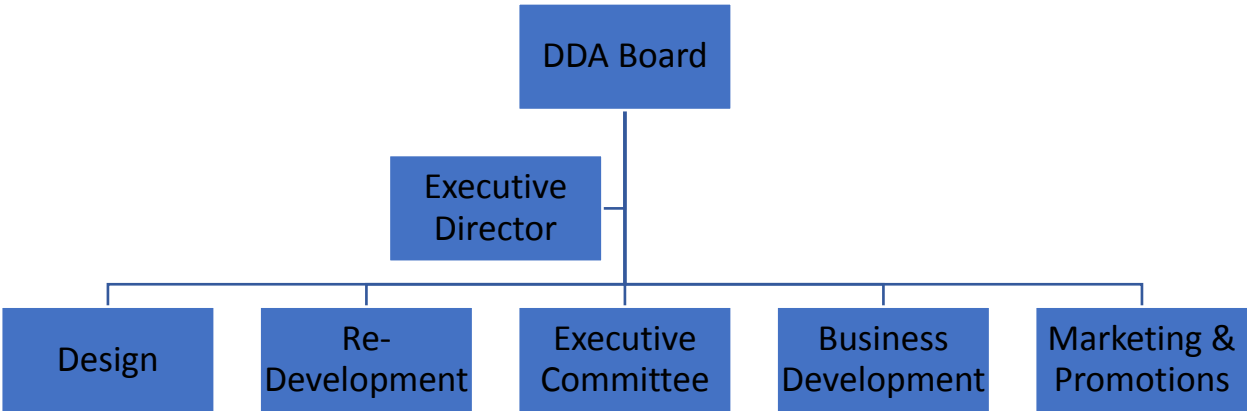 DDA Board
Executive
Director
Design
Re-
Development
Executive
Committee
Business
Development
Marketing &
Promotions